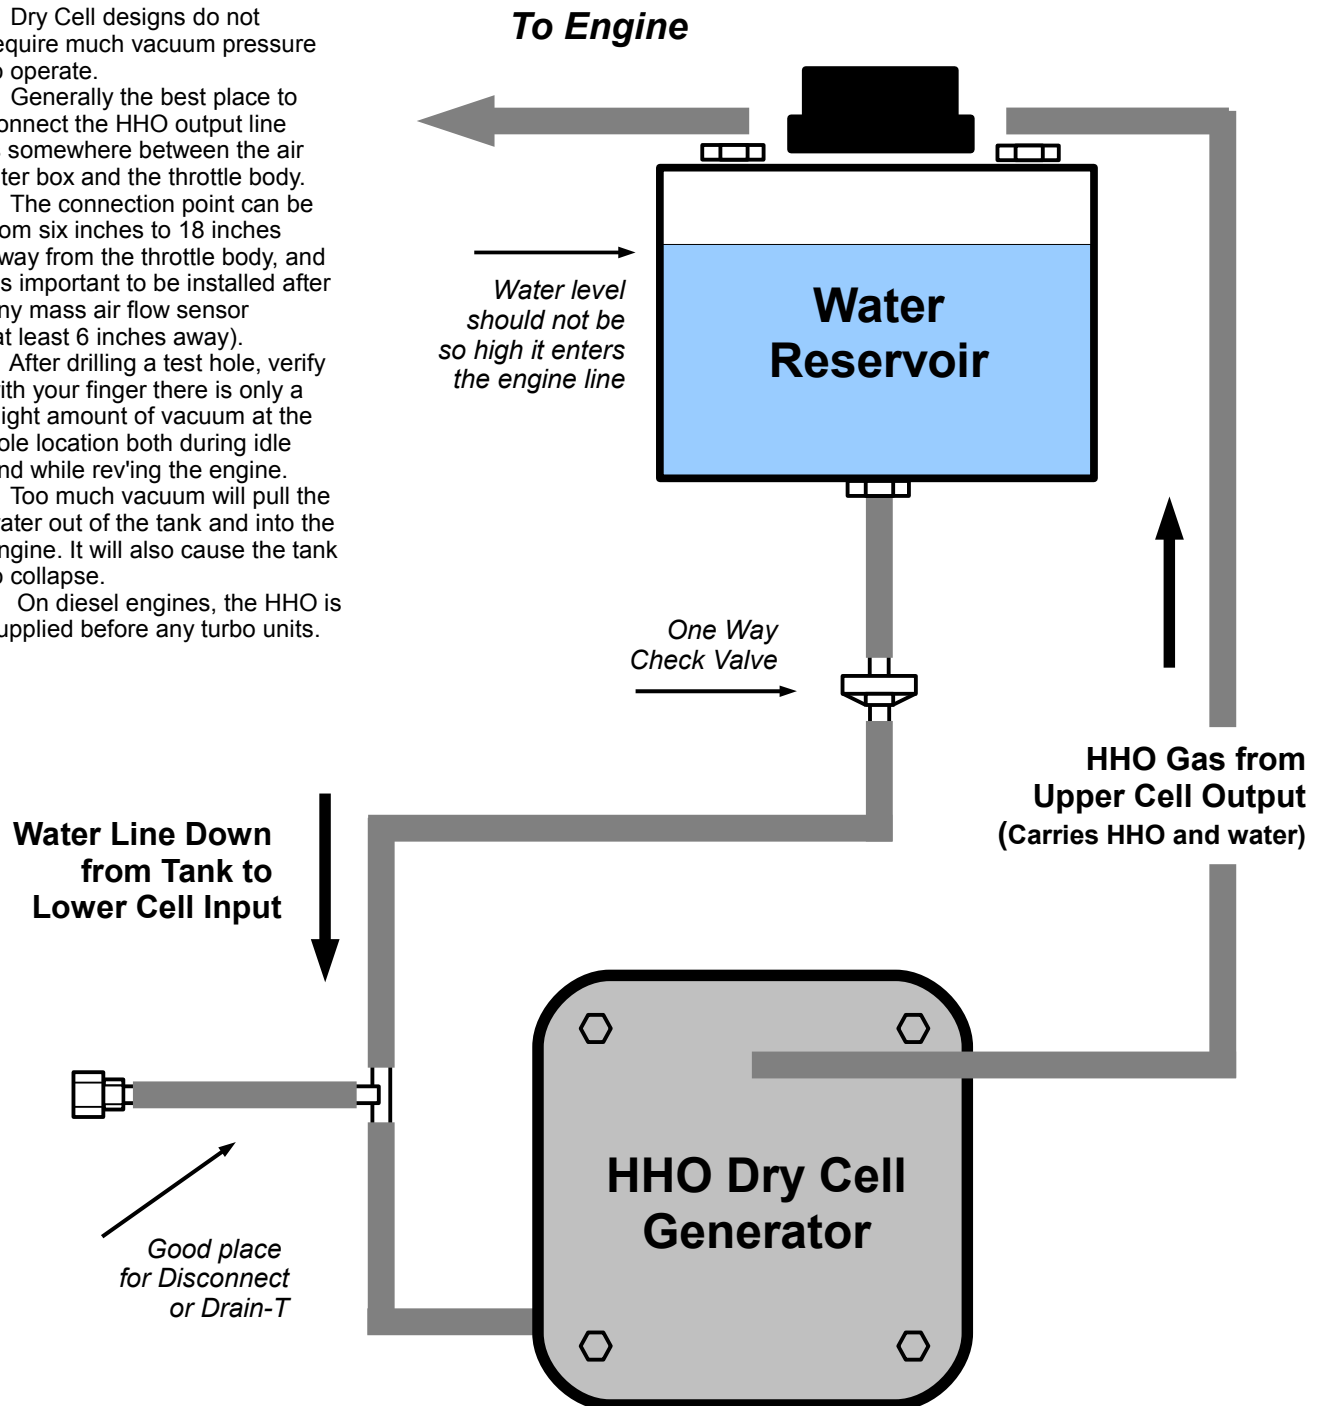 Dry Cell designs do not
equire much vacuum pressure
o operate.
Generally the best place to
onnect the HHO output line
s somewhere between the air
lter box and the throttle body.
The connection point can be
om six inches to 18 inches
way from the throttle body, and
s important to be installed after
ny mass air flow sensor
at least 6 inches away).
After drilling a test hole, verify
ith your finger there is only a
light amount of vacuum at the
ole location both during idle
nd while rev'ing the engine.
Too much vacuum will pull the
ater out of the tank and into the
ngine. It will also cause the tank
o collapse.
On diesel engines, the HHO is
upplied before any turbo units.
To Engine
Water level
should not be
so high it enters
the engine line
Water
Reservoir
One Way
Check Valve
HHO Gas from
Upper Cell Output
(Carries HHO and water)
Water Line Down
from Tank to
Lower Cell Input
Good place
for Disconnect
or Drain-T
HHO Dry Cell
Generator